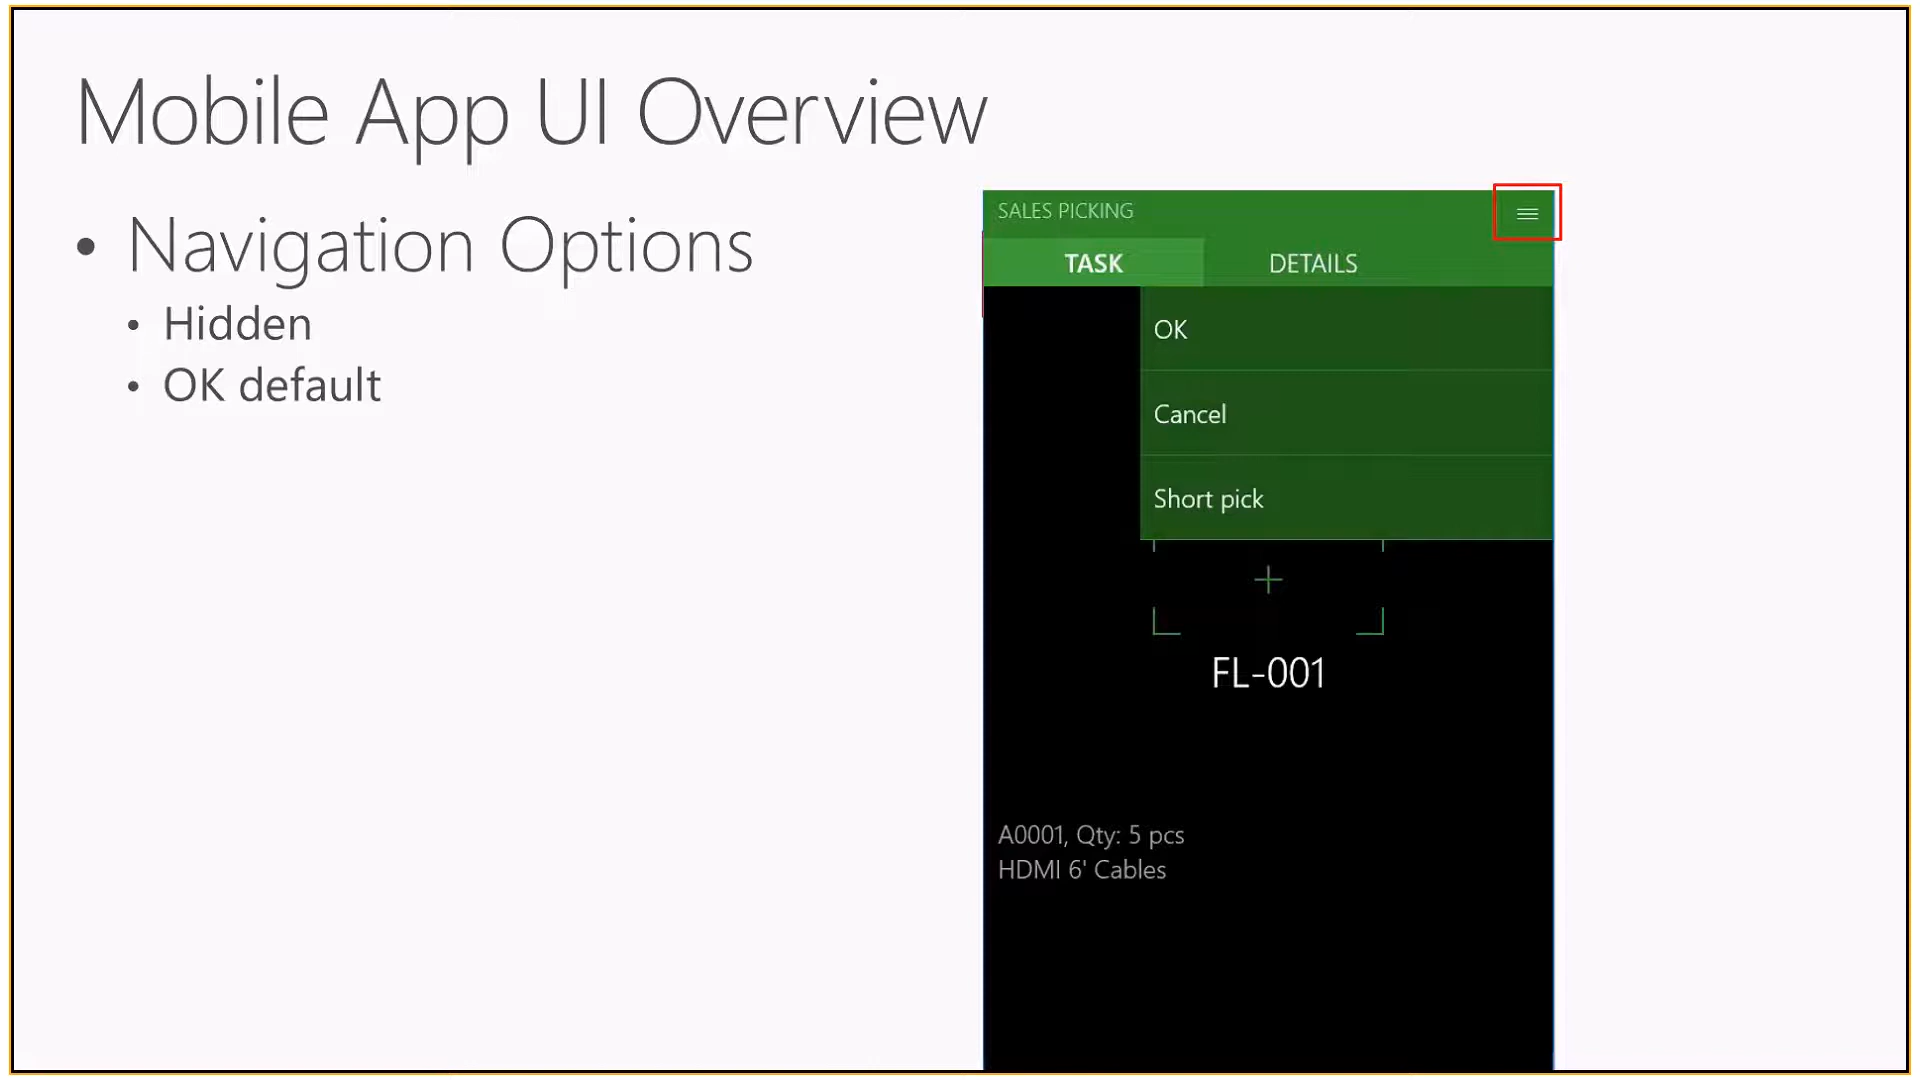 Mobile App UI Overview
• Navigation Options
• Hidden
• OK default
SALES PICKING
TASK DETAILS
OK
Cancel
Short pick
FL-001
A0001, Qty: 5 pcs
HDMI 6' Cables